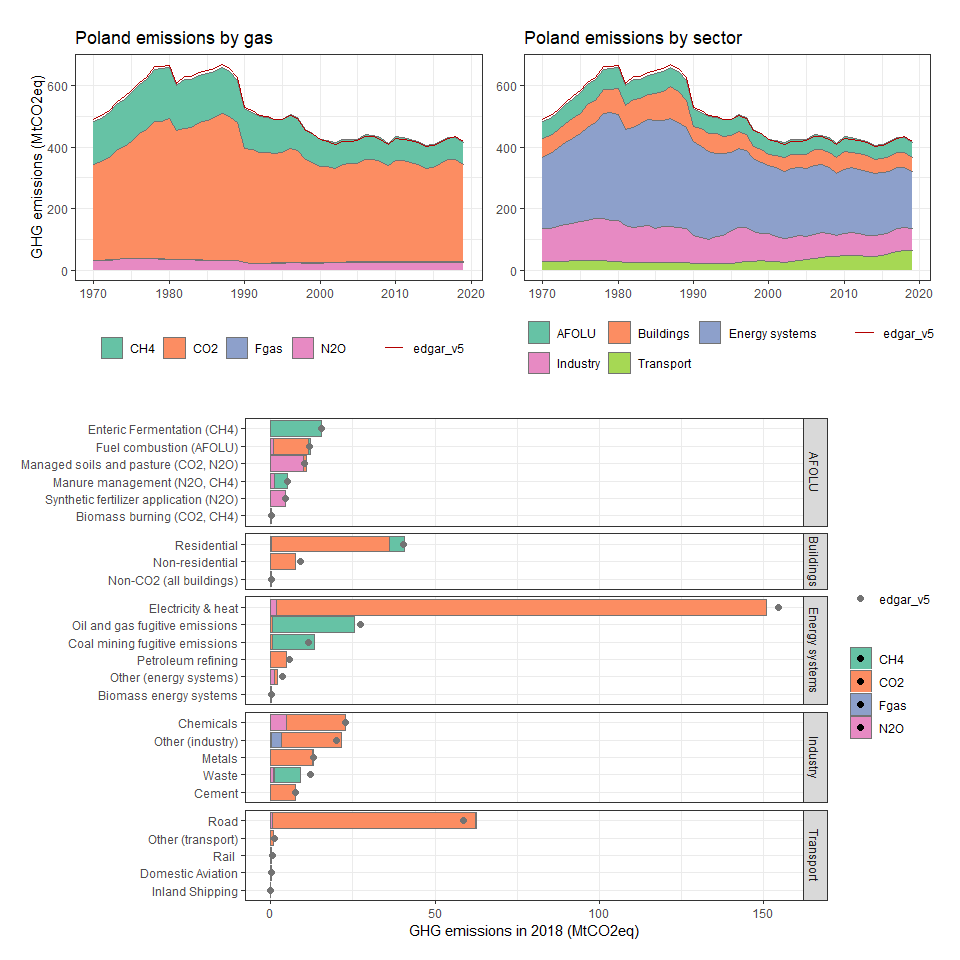 Poland emissions by gas
GHG emissions (MtCO2eq)
600
400
200
0
1970
1980
1990
2000
2010
2020
CH4
CO2
Fgas
N2O
edgar_v5
Poland emissions by sector
600
400
200
0
1970
1980
1990
2000
2010
2020
AFOLU
Buildings
Energy systems
edgar_v5
Industry
Transport
Enteric Fermentation (CH4)
Fuel combustion (AFOLU)
Managed soils and pasture (CO2, N2O)
Manure management (N2O, CH4)
Synthetic fertilizer application (N2O)
Biomass burning (CO2, CH4)
AFOLU
Residential
Non-residential
Non-CO2 (all buildings)
Buildings
Electricity & heat
Oil and gas fugitive emissions
Coal mining fugitive emissions
Petroleum refining
Other (energy systems)
Biomass energy systems
Energy systems
Chemicals
Other (industry)
Metals
Waste
Cement
Industry
Road
Other (transport)
Rail
Domestic Aviation
Inland Shipping
Transport
0
50
100
150
GHG emissions in 2018 (MtCO2eq)
edgar_v5
CH4
CO2
Fgas
N2O